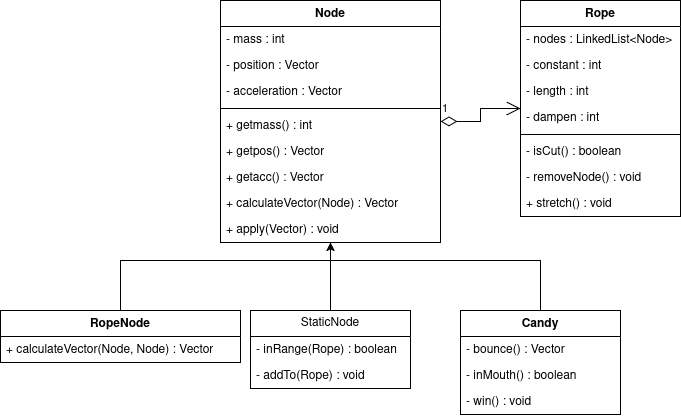 Node
- mass : int
- position : Vector
- acceleration : Vector
+ getmass() : int
+ getpos() : Vector
+ getacc() : Vector
+ calculateVector(Node) : Vector
+ apply(Vector) : void
1
Rope
- nodes : LinkedList<Node>
- constant : int
- length : int
- dampen : int
- isCut() : boolean
- removeNode() : void
+ stretch() : void
RopeNode
+ calculateVector(Node, Node) : Vector
StaticNode
- inRange(Rope) : boolean
- addTo(Rope) : void
Candy
- bounce() : Vector
- inMouth() : boolean
- win() : void